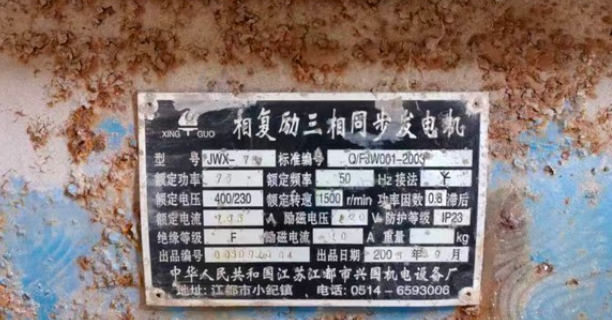 XING GUO 相复励三相同步发电机
型 号 JWX- 标准编号 Q/FJW001-2003
额定功率 额定频率 50 Hz 接法 Y
额定电压 400/230 额定转速 1500 r/min 功率因数 0.8 滞后
额定电流 A 励磁电压 V 防护等级 IP23
绝缘等级 F 励磁电流 A 重量 kg
出品编号 出品日期 年 9 月
中华人民共和国江苏江都市兴国机电设备厂
地址: 江都市小纪镇 电话: 0514-6593006